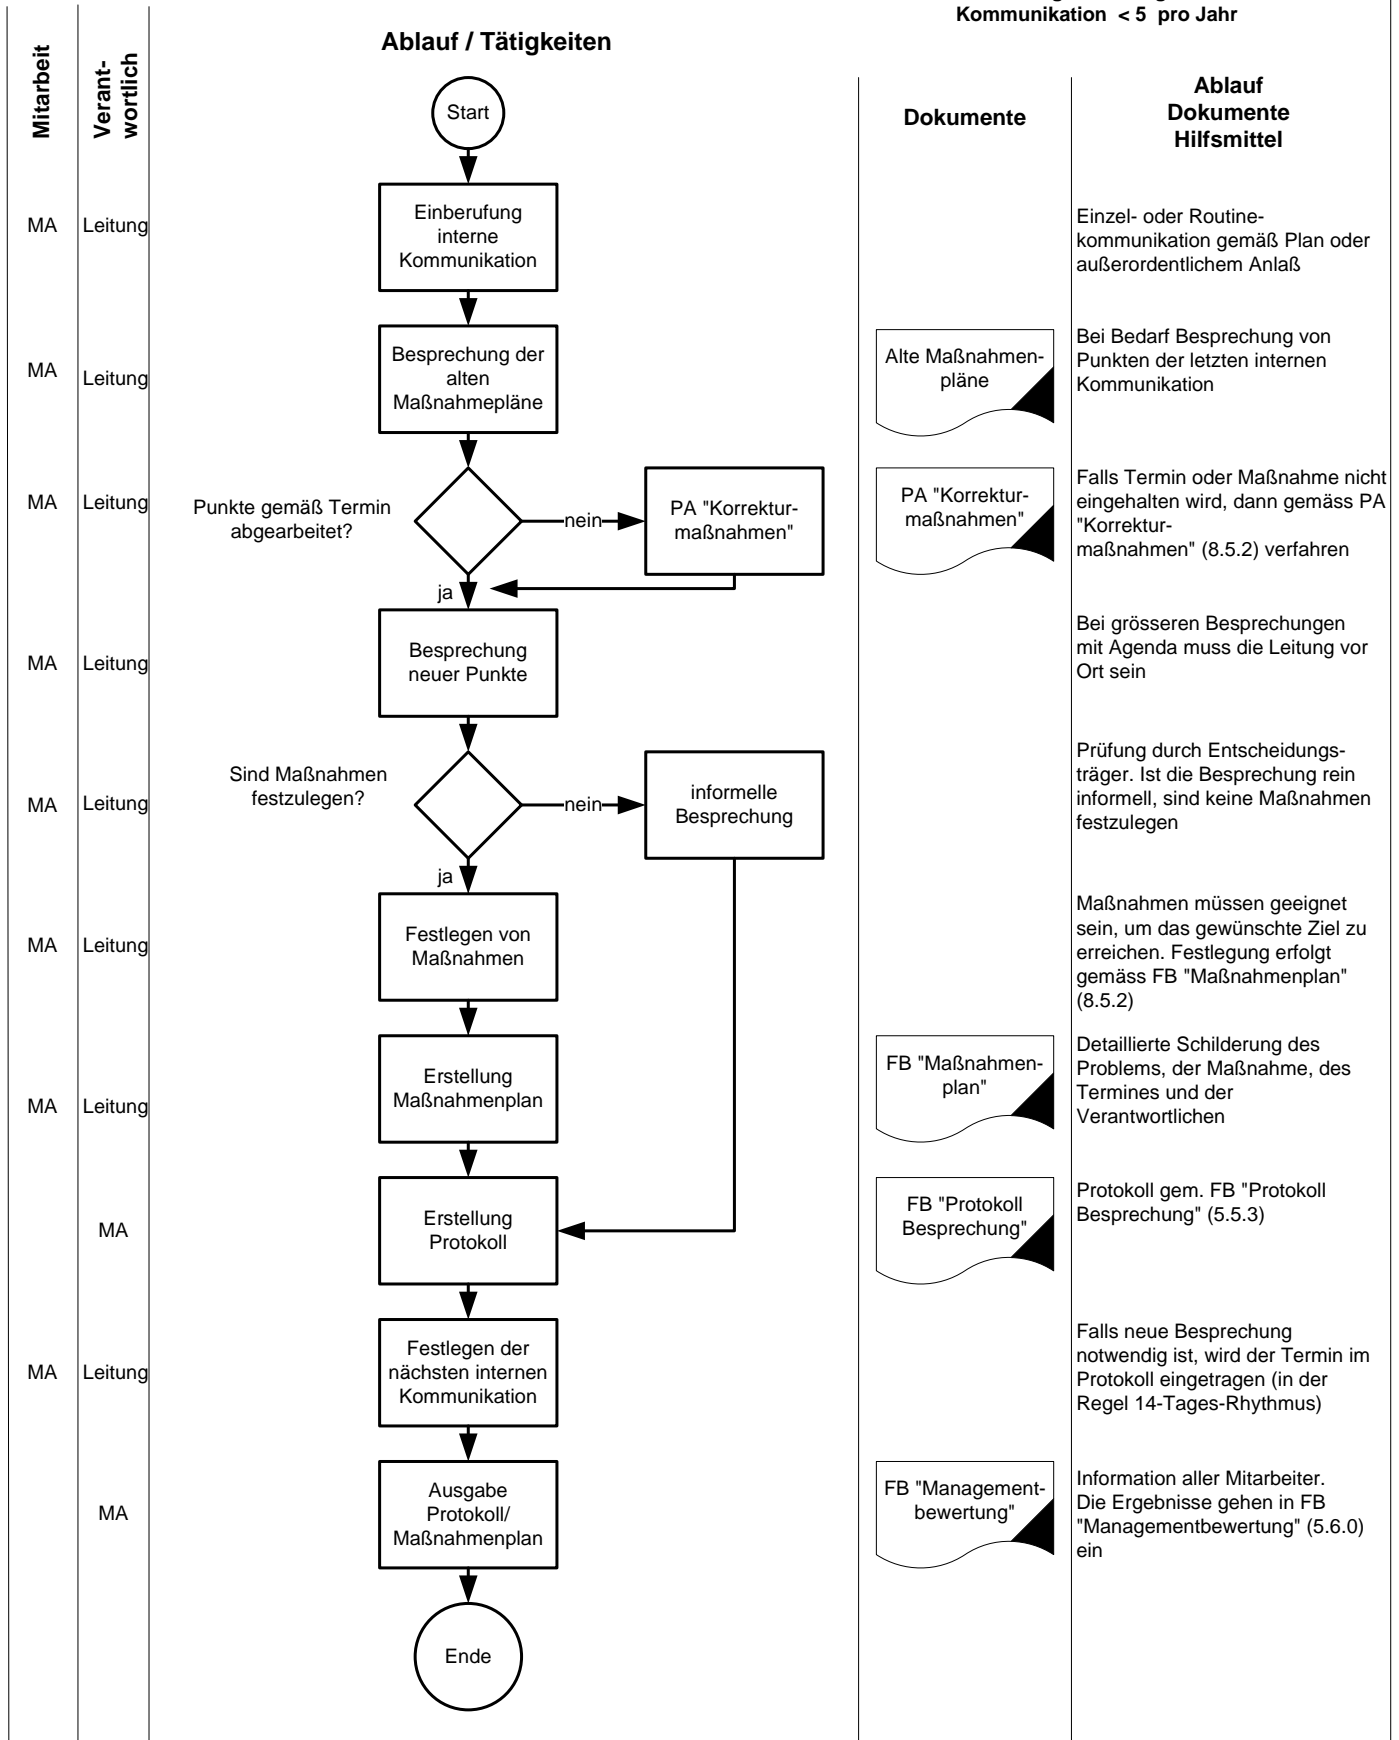 Kommunikation < 5 pro Jahr
Ablauf / Tätigkeiten
Mitarbeit
Verant-
wortlich
Dokumente
Ablauf
Dokumente
Hilfsmittel
Start
MA
Leitung
Einberufung
interne
Kommunikation
Einzel- oder Routine-
kommunikation gemäß Plan oder
außerordentlichem Anlaß
MA
Leitung
Besprechung der
alten
Maßnahmepläne
Alte Maßnahmen-
pläne
Bei Bedarf Besprechung von
Punkten der letzten internen
Kommunikation
MA
Leitung
Punkte gemäß Termin
abgearbeitet?
nein
PA "Korrektur-
maßnahmen"
PA "Korrektur-
maßnahmen"
Falls Termin oder Maßnahme nicht
eingehalten wird, dann gemäss PA
"Korrektur-
maßnahmen" (8.5.2) verfahren
ja
MA
Leitung
Besprechung
neuer Punkte
Bei grösseren Besprechungen
mit Agenda muss die Leitung vor
Ort sein
MA
Leitung
Sind Maßnahmen
festzulegen?
nein
informelle
Besprechung
Prüfung durch Entscheidungs-
träger. Ist die Besprechung rein
informell, sind keine Maßnahmen
festzulegen
ja
MA
Leitung
Festlegen von
Maßnahmen
Maßnahmen müssen geeignet
sein, um das gewünschte Ziel zu
erreichen. Festlegung erfolgt
gemäss FB "Maßnahmenplan"
(8.5.2)
MA
Leitung
Erstellung
Maßnahmenplan
FB "Maßnahmen-
plan"
Detaillierte Schilderung des
Problems, der Maßnahme, des
Termines und der
Verantwortlichen
MA
Erstellung
Protokoll
FB "Protokoll
Besprechung"
Protokoll gem. FB "Protokoll
Besprechung" (5.5.3)
MA
Leitung
Festlegen der
nächsten internen
Kommunikation
Falls neue Besprechung
notwendig ist, wird der Termin im
Protokoll eingetragen (in der
Regel 14-Tages-Rhythmus)
MA
Ausgabe
Protokoll/
Maßnahmenplan
FB "Management-
bewertung"
Information aller Mitarbeiter.
Die Ergebnisse gehen in FB
"Managementbewertung" (5.6.0)
ein
Ende